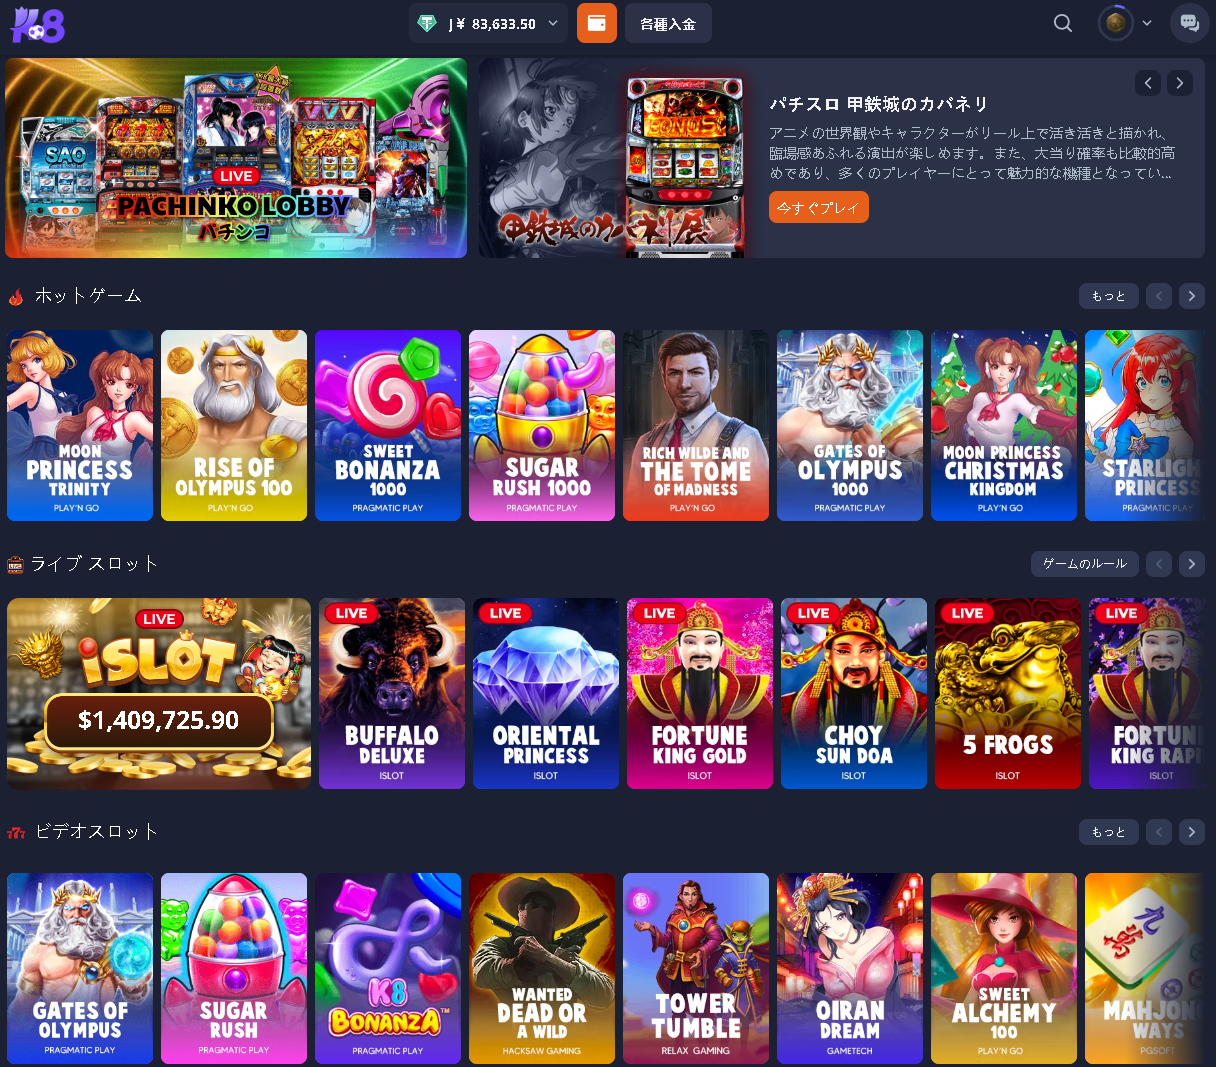 K8
J ¥ 83,633.50
各種入金
SAO
LIVE
PACHINKO LOBBY
パチンコ
BONUS
パチスロ 甲鉄城のカバネリ
アニメの世界観やキャラクターがリール上で活き活きと描かれ、
臨場感あふれる演出が楽しめます。また、大当り確率も比較的高
めであり、多くのプレイヤーにとって魅力的な機種となってい...
今すぐプレイ
ホットゲーム
もっと
MOON
PRINCESS
TRINITY
PLAY'N GO
RISE OF
OLYMPUS 100
PLAY'N GO
SWEET
BONANZA
1000
PRAGMATIC PLAY
SUGAR
RUSH 1000
PRAGMATIC PLAY
RICH WILDE AND
THE TOME
OF MADNESS
PLAY'N GO
GATES OF
OLYMPUS
1000
PRAGMATIC PLAY
MOON PRINCESS
CHRISTMAS
KINGDOM
PLAY'N GO
STARLIGH
PRINCESS
PRAGMATIC PLAY
ライブ スロット
ゲームのルール
LIVE
iSLOT
$1,409,725.90
LIVE
BUFFALO
DELUXE
ISLOT
LIVE
ORIENTAL
PRINCESS
ISLOT
LIVE
FORTUNE
KING GOLD
ISLOT
LIVE
CHOY
SUN DOA
ISLOT
LIVE
5 FROGS
ISLOT
LIVE
FORTUN
KING RAPI
ISLOT
777
ビデオスロット
もっと
GATES OF
OLYMPUS
PRAGMATIC PLAY
SUGAR
RUSH
PRAGMATIC PLAY
K8
BONANZA™
PRAGMATIC PLAY
WANTED
DEAD OR
A WILD
HACKSAW GAMING
TOWER
TUMBLE
RELAX GAMING
OIRAN
DREAM
GAMETECH
SWEET
ALCHEMY
100
PLAY'N GO
MAHJON
WAYS
PGSOFT